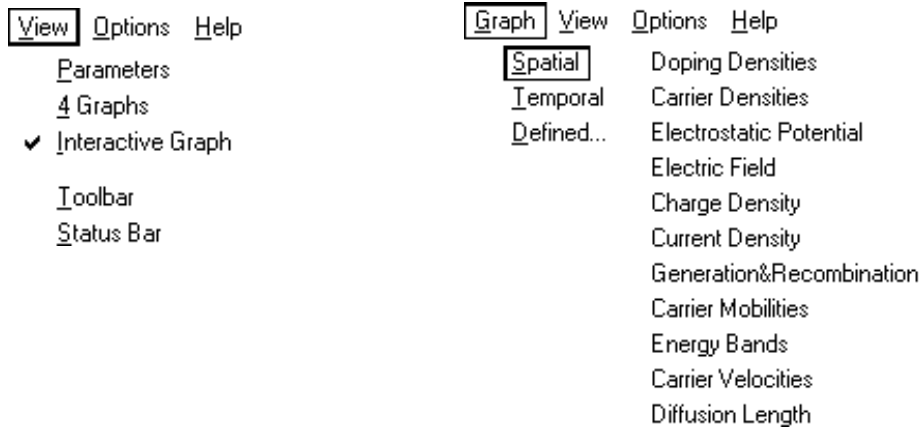 View Options Help
Parameters
4 Graphs
Interactive Graph
Toolbar
Status Bar
Graph View Options Help
Spatial
Temporal
Defined...
Doping Densities
Carrier Densities
Electrostatic Potential
Electric Field
Charge Density
Current Density
Generation&Recombination
Carrier Mobilities
Energy Bands
Carrier Velocities
Diffusion Length